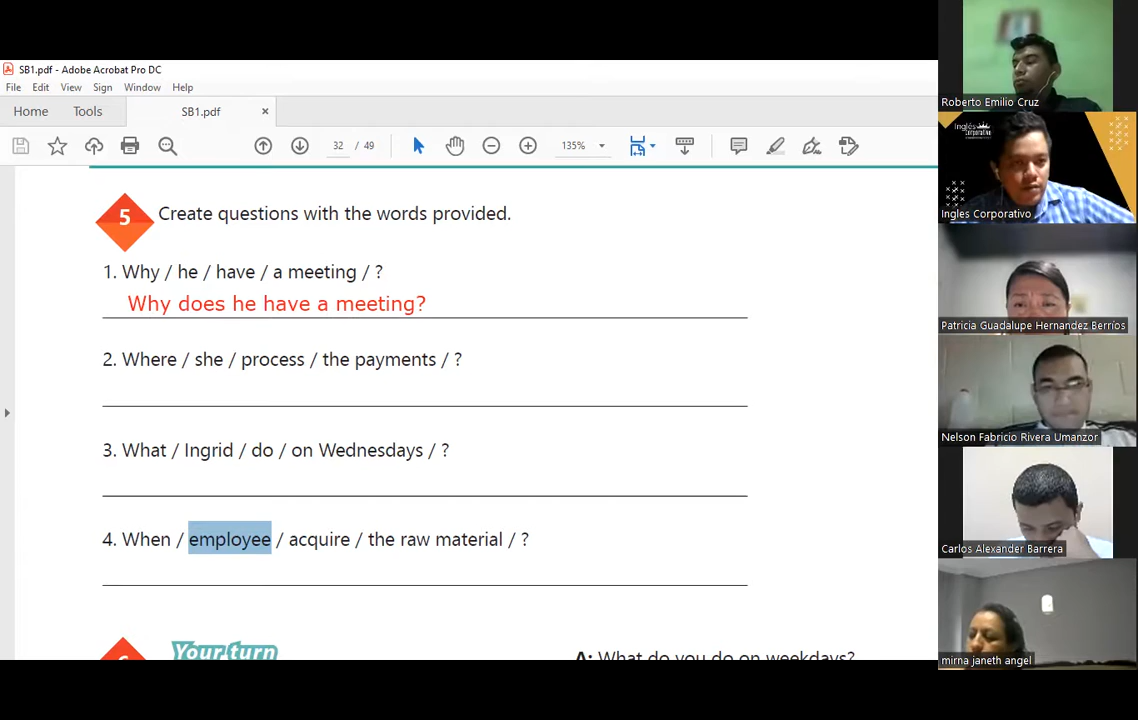 SB1.pdf - Adobe Acrobat Pro DC
File Edit View Sign Window Help
Home Tools SB1.pdf ×
32 / 49 135%
5 Create questions with the words provided.
1. Why / he / have / a meeting / ?
Why does he have a meeting?
2. Where / she / process / the payments / ?
3. What / Ingrid / do / on Wednesdays / ?
4. When / employee / acquire / the raw material / ?
6 Your turn
A: What do you do on weekdays?
Roberto Emilio Cruz
Inglés
Corporativo
Ingles Corporativo
Patricia Guadalupe Hernandez Berríos
Nelson Fabricio Rivera Umanzor
Carlos Alexander Barrera
mirna janeth angel